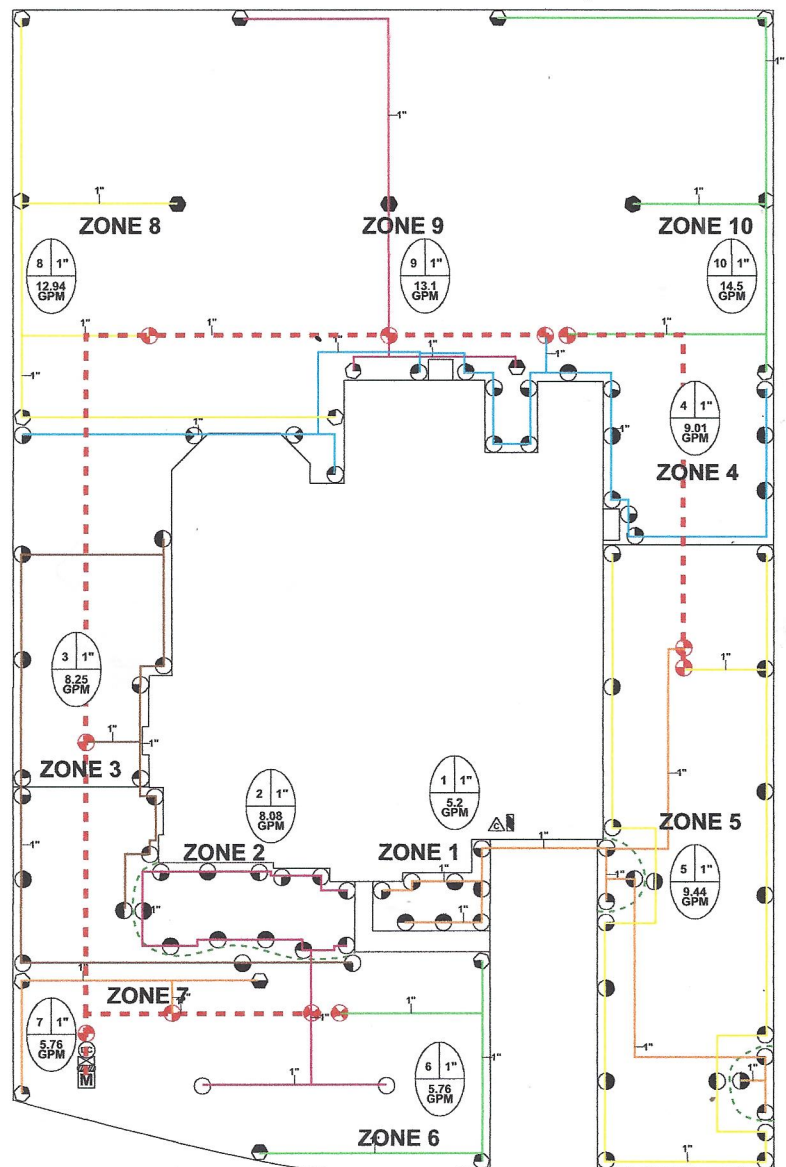 1"
1"
1"
1"
ZONE 8
ZONE 9
ZONE 10
8 1"
12.94
GPM
9 1"
13.1
GPM
10 1"
14.5
GPM
1"
1"
1"
1"
1"
1"
1"
4 1"
9.01
GPM
1"
1"
ZONE 4
3 1"
8.25
GPM
1"
1"
1"
1"
ZONE 3
2 1"
8.08
GPM
1 1"
5.2
GPM
C
1"
1"
ZONE 2
ZONE 1
ZONE 5
1"
1"
5 1"
9.44
GPM
1"
1"
ZONE 7
1"
1"
1"
7 1"
5.76
GPM
M
1"
1"
1"
6 1"
5.76
GPM
1"
ZONE 6
1"